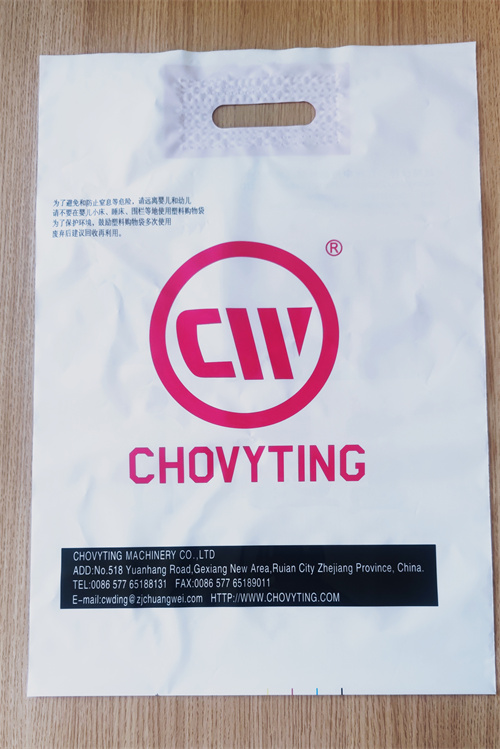 为了避免和防止窒息等危险，请远离婴儿和幼儿
请不要在婴儿小床、睡床、围栏等地使用塑料购物袋
为了保护环境，鼓励塑料购物袋多次使用
废弃后建议回收再利用。
®
CW
CHOVYTING
CHOVYTING MACHINERY CO.,LTD
ADD:No.518 Yuanhang Road,Gexiang New Area,Ruian City Zhejiang Province, China.
TEL:0086 577 65188131 FAX:0086 577 65189011
E-mail:cwding@zjchuangwei.com HTTP://WWW.CHOVYTING.COM